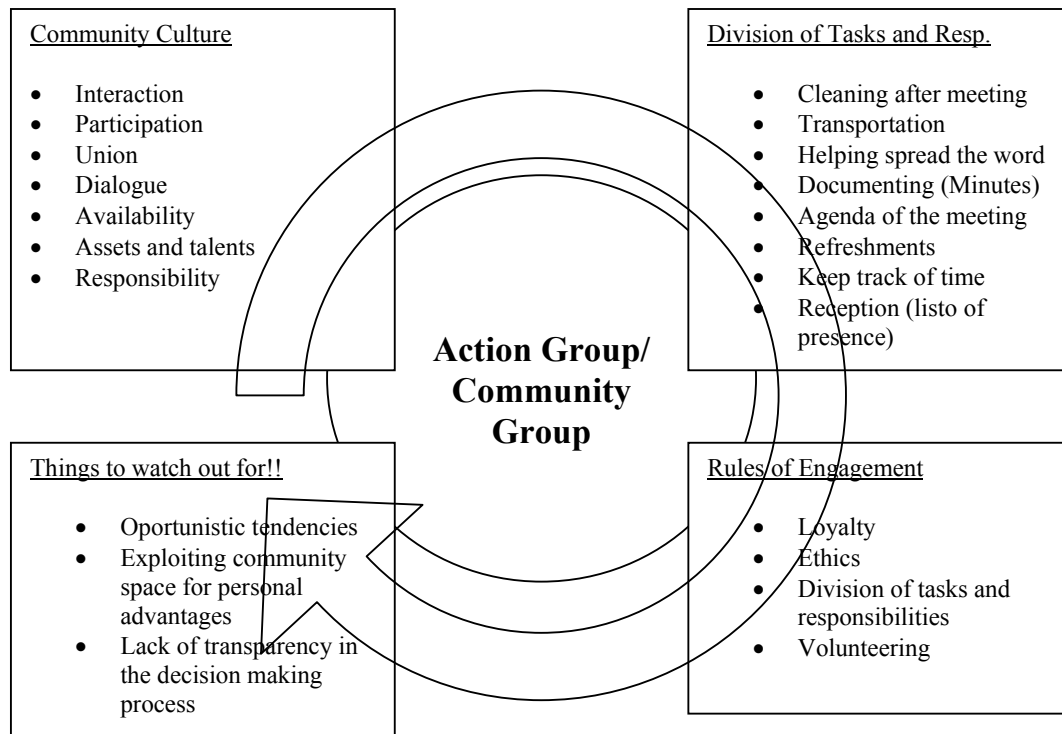 Community Culture
• Interaction
• Participation
• Union
• Dialogue
• Availability
• Assets and talents
• Responsibility
Division of Tasks and Resp.
• Cleaning after meeting
• Transportation
• Helping spread the word
• Documenting (Minutes)
• Agenda of the meeting
• Refreshments
• Keep track of time
• Reception (listo of
presence)
Action Group/
Community
Group
Things to watch out for!!
• Oportunistic tendencies
• Exploiting community
space for personal
advantages
• Lack of transparency in
the decision making
process
Rules of Engagement
• Loyalty
• Ethics
• Division of tasks and
responsibilities
• Volunteering